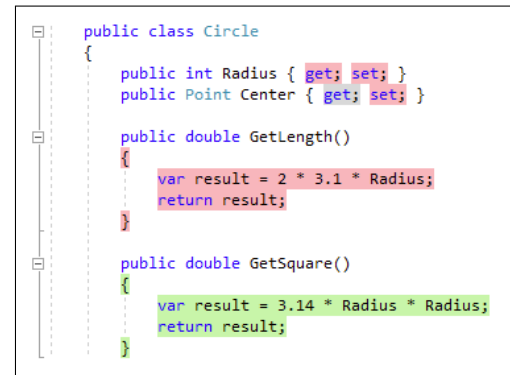 public class Circle
{
public int Radius { get; set; }
public Point Center { get; set; }
public double GetLength()
{
var result = 2 * 3.1 * Radius;
return result;
}
public double GetSquare()
{
var result = 3.14 * Radius * Radius;
return result;
}